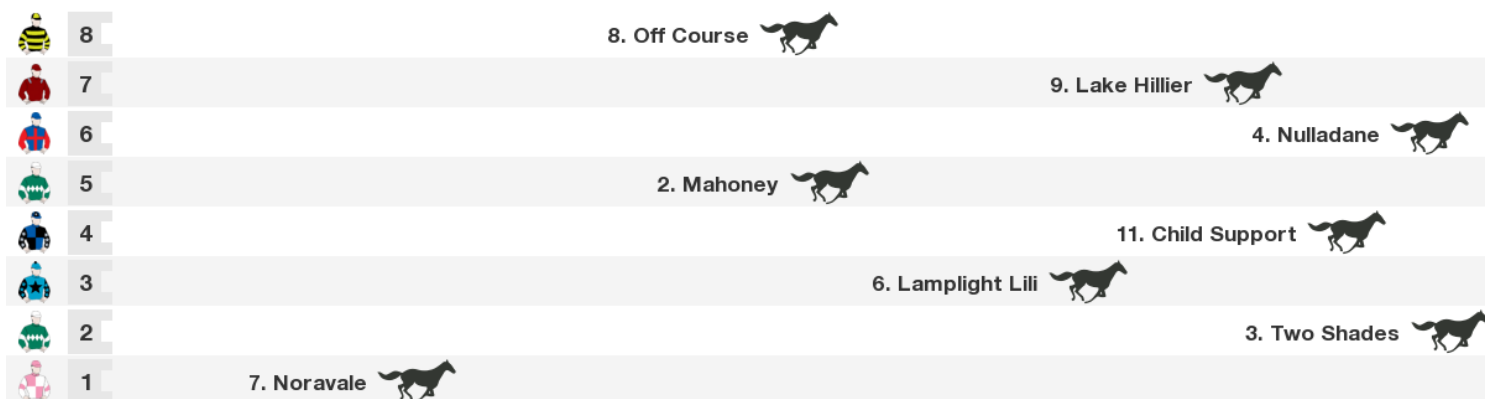 8 8. Off Course
7 9. Lake Hillier
6 4. Nulladane
5 2. Mahoney
4 11. Child Support
3 6. Lamplight Lili
2 3. Two Shades
1 7. Noravale